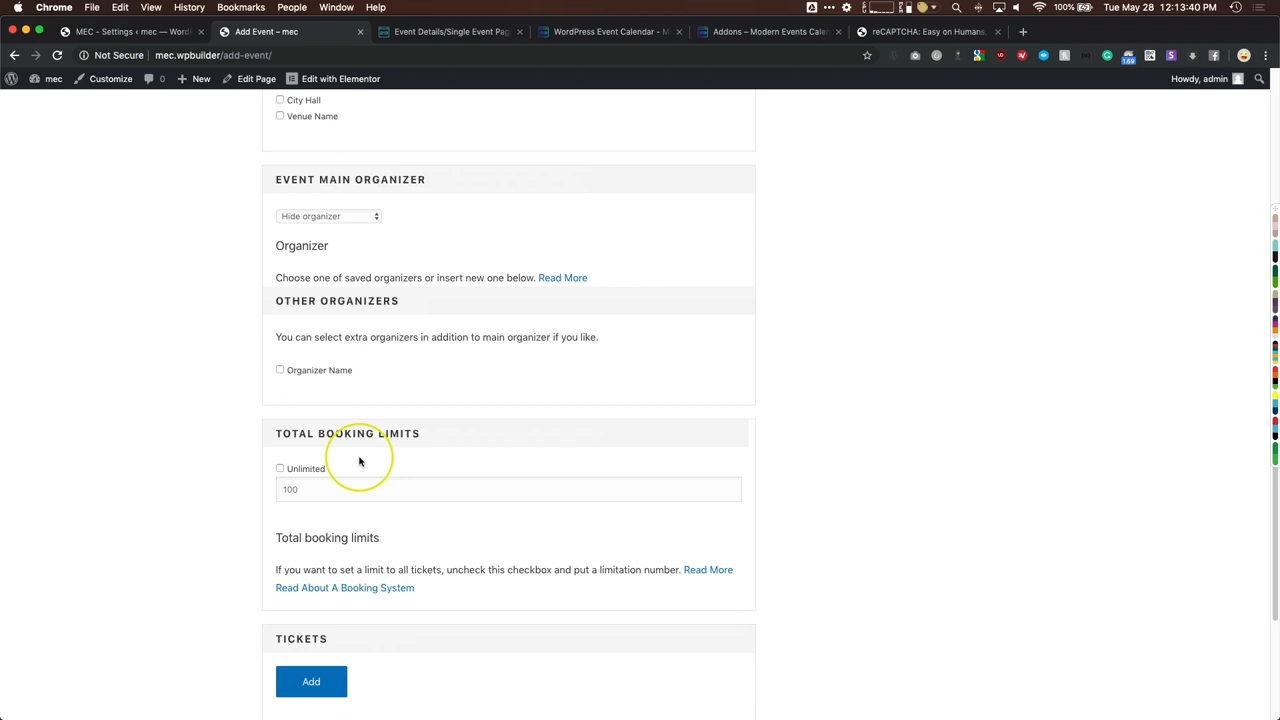 Chrome File Edit View History Bookmarks People Window Help
100% Tue May 28 12:13:40 PM
MEC - Settings ‹ mec — WordP
Add Event – mec
Event Details/Single Event Page
WordPress Event Calendar - M
Addons – Modern Events Cale
reCAPTCHA: Easy on Humans,
Not Secure mec.wpbuilder/add-event/
1.69
mec Customize 0 New Edit Page Edit with Elementor Howdy, admin
City Hall
Venue Name
EVENT MAIN ORGANIZER
Hide organizer
Organizer
Choose one of saved organizers or insert new one below. Read More
OTHER ORGANIZERS
You can select extra organizers in addition to main organizer if you like.
Organizer Name
TOTAL BOOKING LIMITS
Unlimited
100
Total booking limits
If you want to set a limit to all tickets, uncheck this checkbox and put a limitation number. Read More
Read About A Booking System
TICKETS
Add